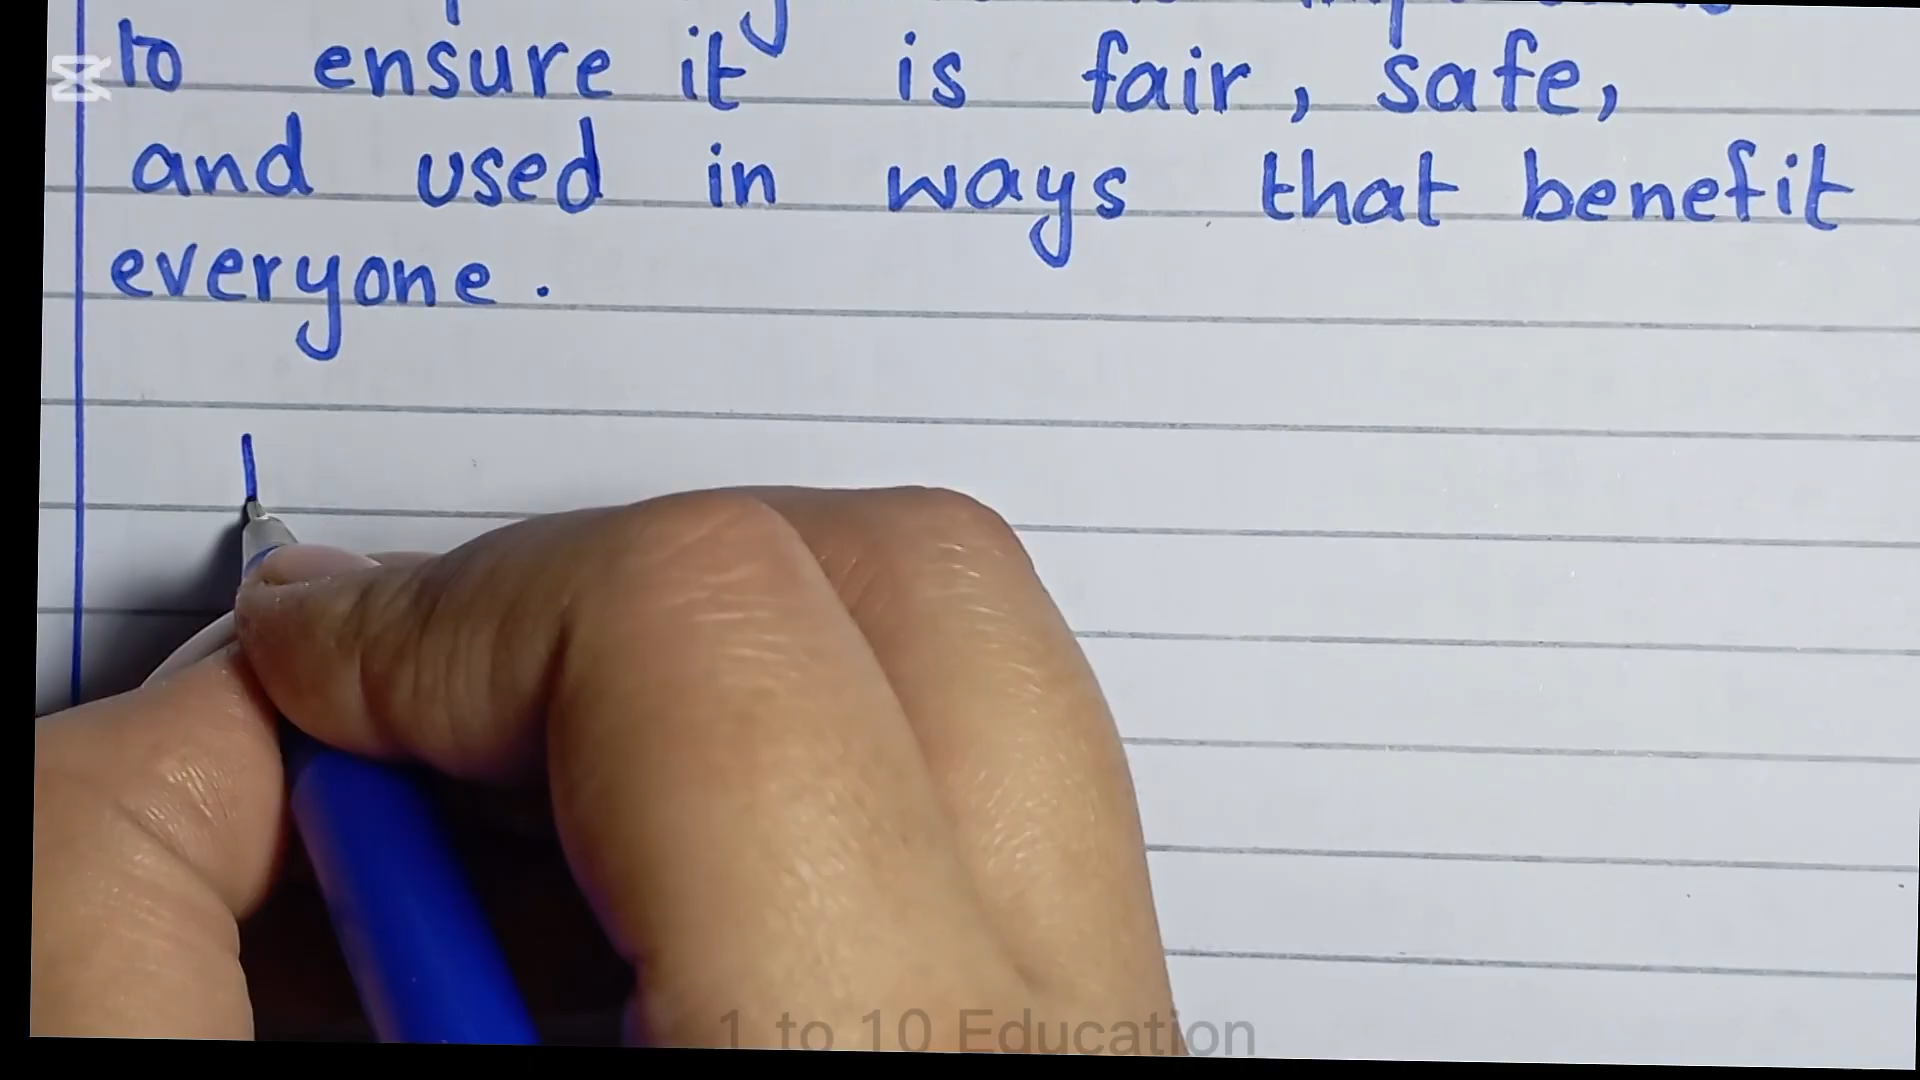 to ensure it is fair, safe,
and used in ways that benefit
everyone.
1 to 10 Education